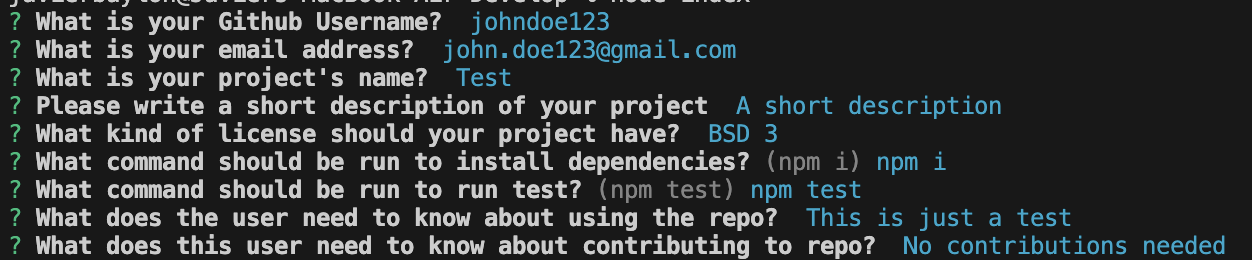 ? What is your Github Username? johndoe123
? What is your email address? john.doe123@gmail.com
? What is your project's name? Test
? Please write a short description of your project A short description
? What kind of license should your project have? BSD 3
? What command should be run to install dependencies? (npm i) npm i
? What command should be run to run test? (npm test) npm test
? What does the user need to know about using the repo? This is just a test
? What does this user need to know about contributing to repo? No contributions needed